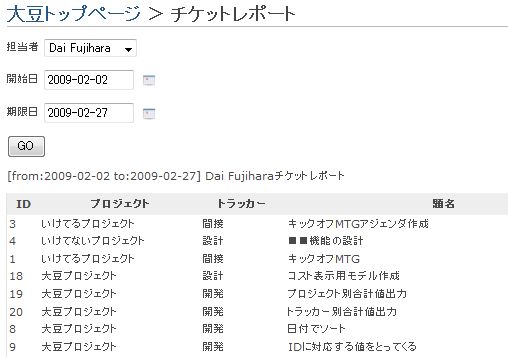 大豆トップページ > チケットレポート
担当者 Dai Fujihara
開始日 2009-02-02
期限日 2009-02-27
GO
[from:2009-02-02 to:2009-02-27] Dai Fujiharaチケットレポート
ID プロジェクト トラッカー 題名
3 いけてるプロジェクト 間接 キックオフMTGアジェンダ作成
4 いけてないプロジェクト 設計 ■■機能の設計
1 いけてるプロジェクト 間接 キックオフMTG
18 大豆プロジェクト 設計 コスト表示用モデル作成
19 大豆プロジェクト 開発 プロジェクト別合計値出力
20 大豆プロジェクト 開発 トラッカー別合計値出力
8 大豆プロジェクト 開発 日付でソート
9 大豆プロジェクト 開発 IDに対応する値をとってくる